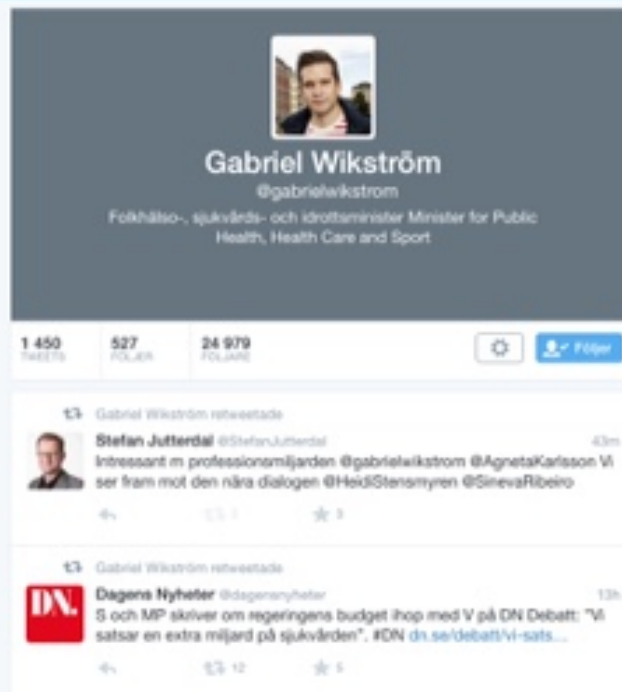 Gabriel Wikström
@gabrielwikstrom
Folkhälso-, sjukvårds- och idrottsminister Minister for Public
Health, Health Care and Sport
1 450
TWEETS
527
FÖLJER
24 979
FÖLJARE
Följer
Gabriel Wikström retweetade
Stefan Jutterdal @StefanJutterdal 43m
Intressant m professionsmiljarden @gabrielwikstrom @AgnetaKarlsson Vi
ser fram mot den nära dialogen @HeidiStensmyren @SinevaRibeiro
3
Gabriel Wikström retweetade
DN.
Dagens Nyheter @dagensnyheter 13h
S och MP skriver om regeringens budget ihop med V på DN Debatt: "Vi
satsar en extra miljard på sjukvården". #DN dn.se/debatt/vi-sats...
12 5